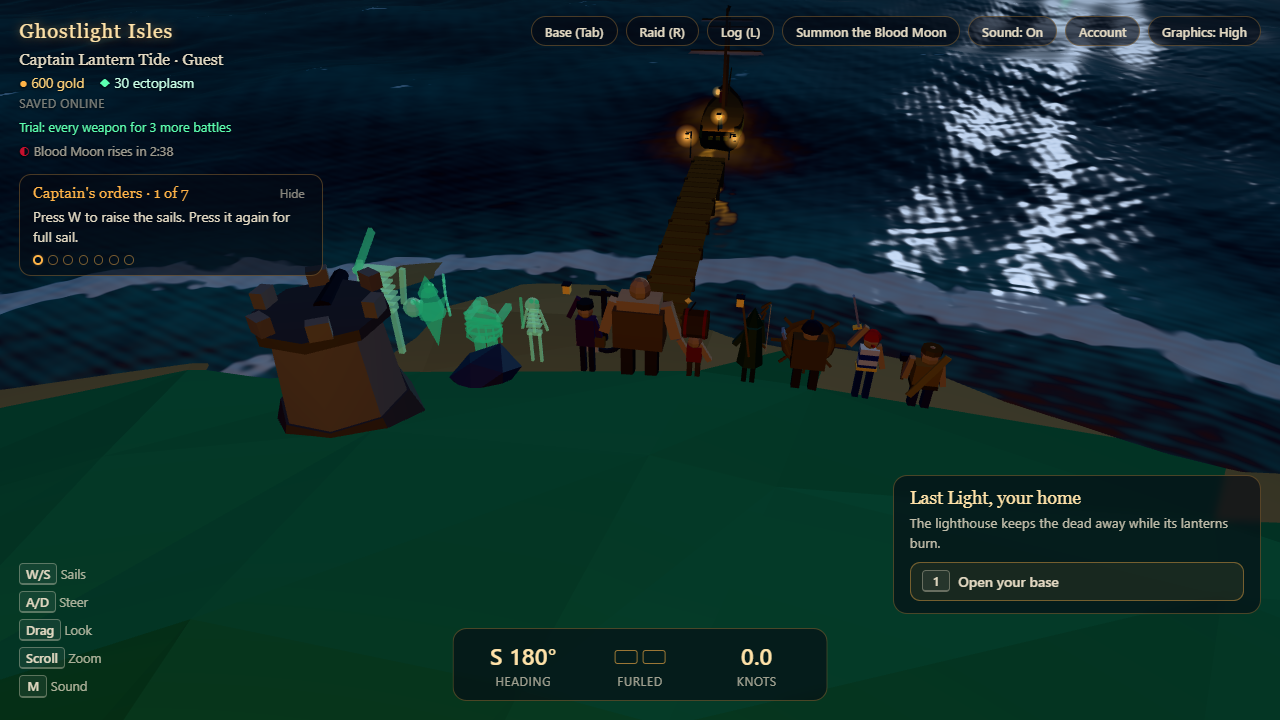 Ghostlight Isles
Captain Lantern Tide · Guest
600 gold
30 ectoplasm
SAVED ONLINE
Trial: every weapon for 3 more battles
Blood Moon rises in 2:38
Captain's orders · 1 of 7
Hide
Press W to raise the sails. Press it again for
full sail.
Base (Tab)
Raid (R)
Log (L)
Summon the Blood Moon
Sound: On
Account
Graphics: High
Last Light, your home
The lighthouse keeps the dead away while its lanterns
burn.
1 Open your base
W/S Sails
A/D Steer
Drag Look
Scroll Zoom
M Sound
S 180°
HEADING
FURLED
0.0
KNOTS